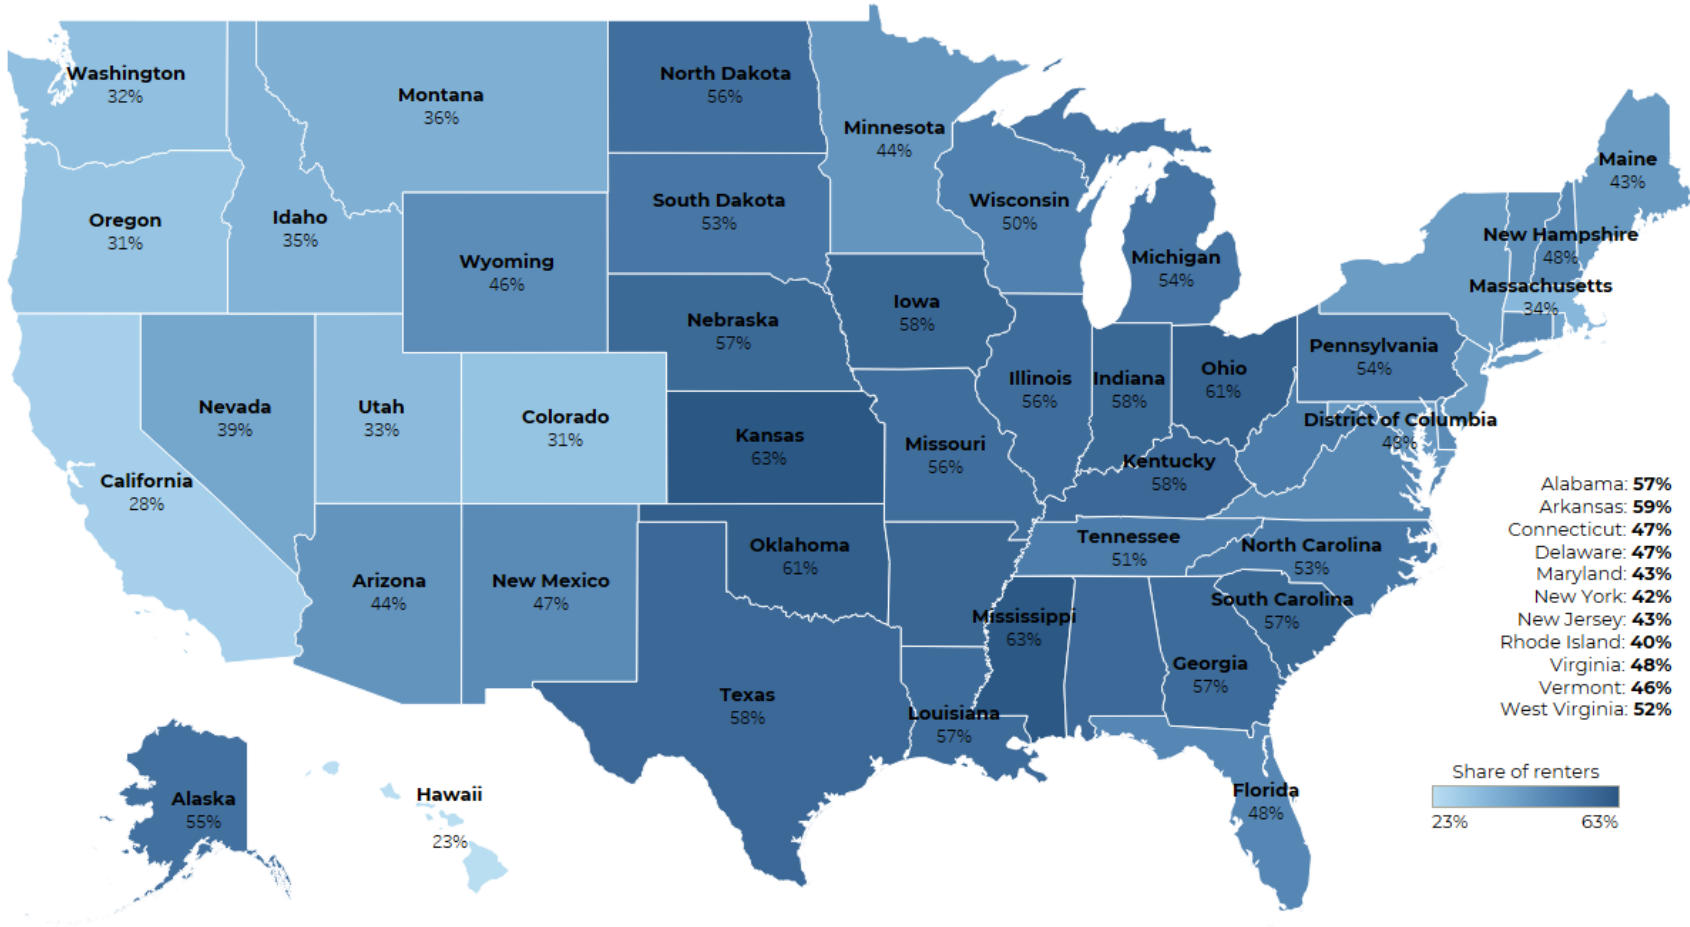 Washington
32%
Montana
36%
North Dakota
56%
Minnesota
44%
Maine
43%
Oregon
31%
Idaho
35%
Wyoming
46%
South Dakota
53%
Wisconsin
50%
Michigan
54%
New Hampshire
48%
Massachusetts
34%
Nebraska
57%
Iowa
58%
Illinois
56%
Indiana
58%
Ohio
61%
Pennsylvania
54%
Nevada
39%
Utah
33%
Colorado
31%
Kansas
63%
Missouri
56%
Kentucky
58%
District of Columbia
48%
California
28%
Arizona
44%
New Mexico
47%
Oklahoma
61%
Tennessee
51%
North Carolina
53%
Mississippi
63%
South Carolina
57%
Georgia
57%
Texas
58%
Louisiana
57%
Florida
48%
Alaska
55%
Hawaii
23%
Alabama: 57%
Arkansas: 59%
Connecticut: 47%
Delaware: 47%
Maryland: 43%
New York: 42%
New Jersey: 43%
Rhode Island: 40%
Virginia: 48%
Vermont: 46%
West Virginia: 52%
Share of renters
23% 63%